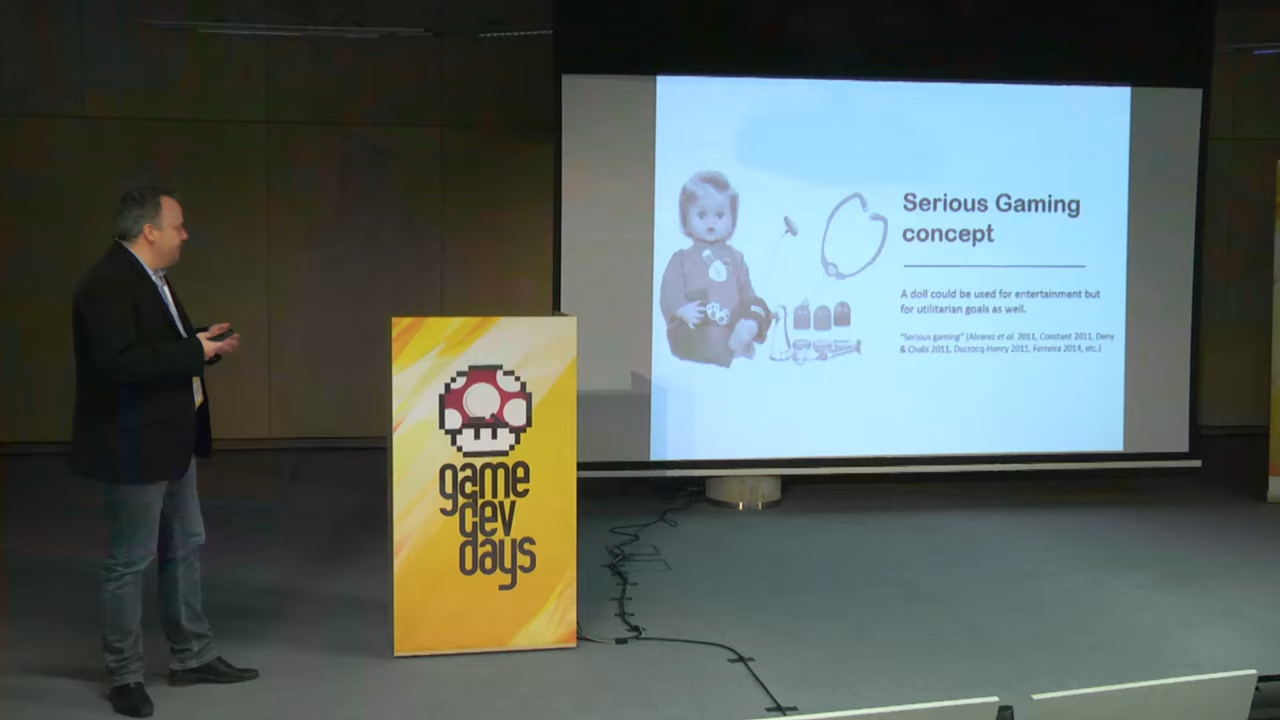 game
dev
days
Serious Gaming
concept
A doll could be used for entertainment but
for utilitarian goals as well.
"Serious gaming" (Alvarez et al. 2011, Constant 2011, Deny
& Chabi 2011, Ducrocq-Henry 2011, Ferreira 2014, etc.)